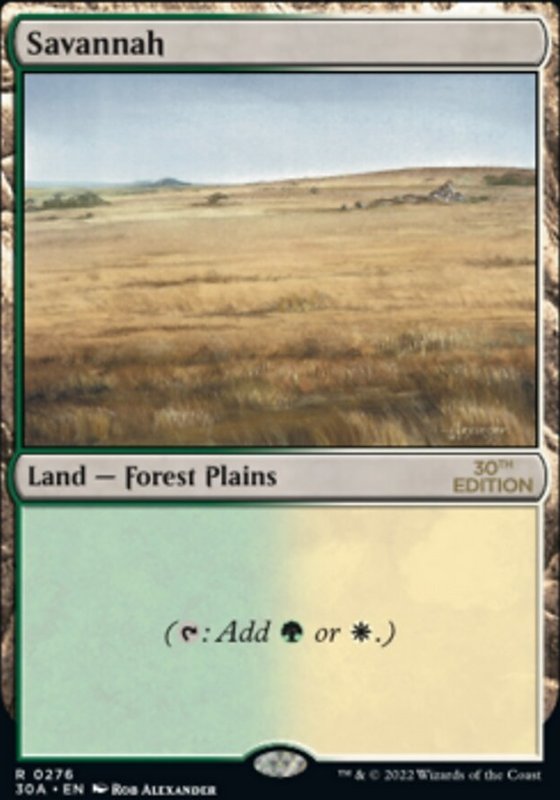 Savannah
Land — Forest Plains
30TH
EDITION
( : Add or .)
R 0276
30A • EN Rob Alexander
™ & © 2022 Wizards of the Coast